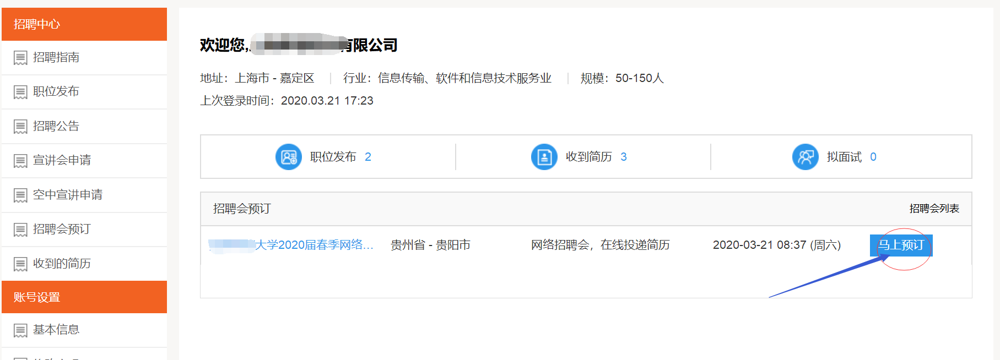 招聘中心
招聘指南
职位发布
招聘公告
宣讲会申请
空中宣讲申请
招聘会预订
收到的简历
账号设置
基本信息
欢迎您,
有限公司
地址：上海市 - 嘉定区 | 行业：信息传输、软件和信息技术服务业 | 规模：50-150人
上次登录时间：2020.03.21 17:23
职位发布 2
收到简历 3
拟面试 0
招聘会预订 招聘会列表
大学2020届春季网络... 贵州省 - 贵阳市 网络招聘会，在线投递简历 2020-03-21 08:37 (周六) 马上预订